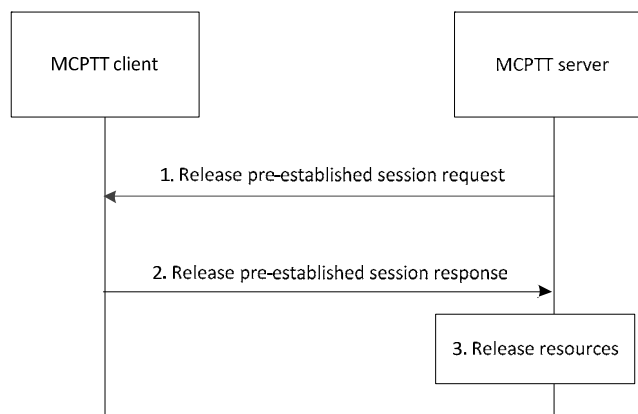 MCPTT client
MCPTT server
1. Release pre-established session request
2. Release pre-established session response
3. Release resources